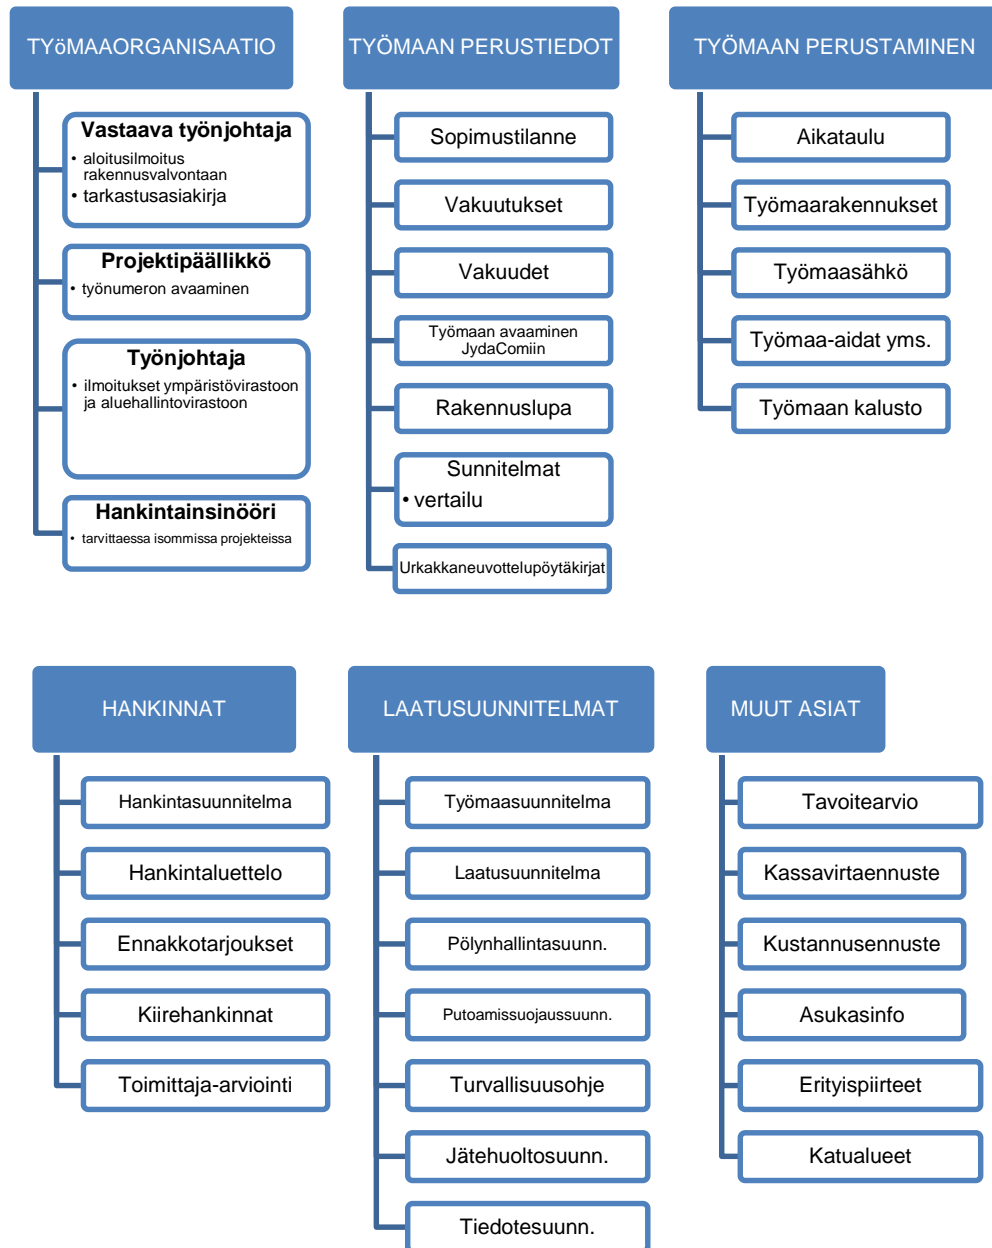 TYöMAAORGANISAATIO
Vastaava työnjohtaja
• aloitusilmoitus
rakennusvalvontaan
• tarkastusasiakirja
Projektipäällikkö
• työnumeron avaaminen
Työnjohtaja
• ilmoitukset ympäristövirastoon
ja aluehallintovirastoon
Hankintainsinööri
• tarvittaessa isommissa projekteissa
TYÖMAAN PERUSTIEDOT
Sopimustilanne
Vakuutukset
Vakuudet
Työmaan avaaminen
JydaComiin
Rakennuslupa
Sunnitelmat
• vertailu
Urkakkaneuvottelupöytäkirjat
TYÖMAAN PERUSTAMINEN
Aikataulu
Työmaarakennukset
Työmaasähkö
Työmaa-aidat yms.
Työmaan kalusto
HANKINNAT
Hankintasuunnitelma
Hankintaluettelo
Ennakkotarjoukset
Kiirehankinnat
Toimittaja-arviointi
LAATUSUUNNITELMAT
Työmaasuunnitelma
Laatusuunnitelma
Pölynhallintasuunn.
Putoamissuojaussuunn.
Turvallisuusohje
Jätehuoltosuunn.
Tiedotesuunn.
MUUT ASIAT
Tavoitearvio
Kassavirtaennuste
Kustannusennuste
Asukasinfo
Erityispiirteet
Katualueet